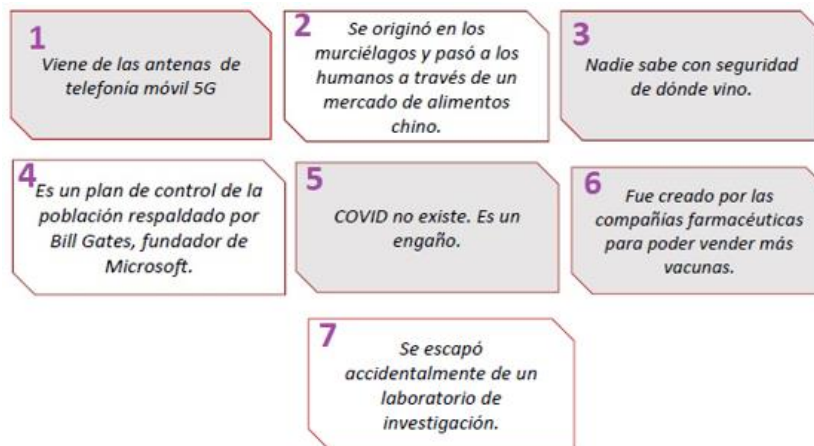 1
Viene de las antenas de
telefonía móvil 5G
2
Se originó en los
murciélagos y pasó a los
humanos a través de un
mercado de alimentos
chino.
3
Nadie sabe con seguridad
de dónde vino.
4
Es un plan de control de la
población respaldado por
Bill Gates, fundador de
Microsoft.
5
COVID no existe. Es un
engaño.
6
Fue creado por las
compañías farmacéuticas
para poder vender más
vacunas.
7
Se escapó
accidentalmente de un
laboratorio de
investigación.